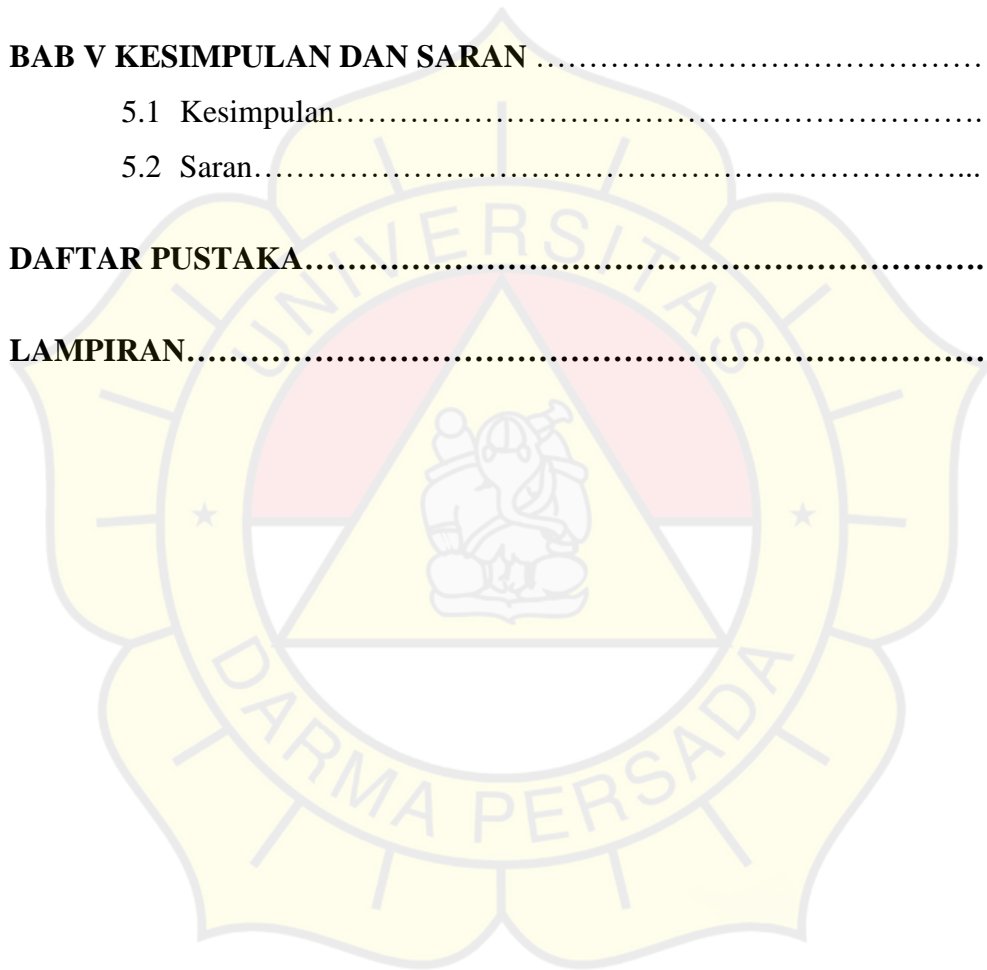 BAB V KESIMPULAN DAN SARAN ……………………………………
5.1 Kesimpulan…………………………………………………….
5.2 Saran…………………………………………………………...
DAFTAR PUSTAKA……………………………………………………….
LAMPIRAN…………………………………………………………………
UNIVERSITAS
DARMA PERSADA